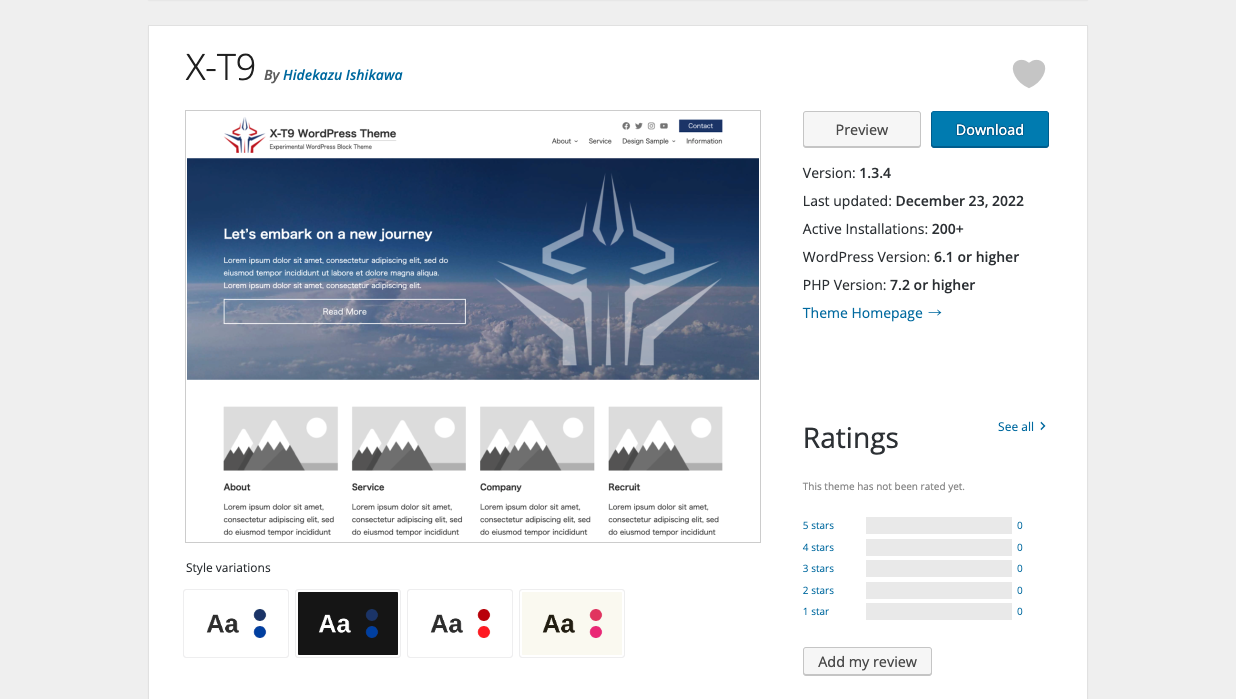 X-T9 By Hidekazu Ishikawa
X-T9 WordPress Theme
Experimental WordPress Block Theme
Contact
About Service Design Sample Information
Let's embark on a new journey
Lorem ipsum dolor sit amet, consectetur adipiscing elit, sed do
eiusmod tempor incididunt ut labore et dolore magna aliqua.
Lorem ipsum dolor sit amet, consectetur adipiscing elit.
Read More
About
Lorem ipsum dolor sit amet,
consectetur adipiscing elit, sed
do eiusmod tempor incididunt
Service
Lorem ipsum dolor sit amet,
consectetur adipiscing elit, sed
do eiusmod tempor incididunt
Company
Lorem ipsum dolor sit amet,
consectetur adipiscing elit, sed
do eiusmod tempor incididunt
Recruit
Lorem ipsum dolor sit amet,
consectetur adipiscing elit, sed
do eiusmod tempor incididunt
Style variations
Aa Aa Aa Aa
Preview Download
Version: 1.3.4
Last updated: December 23, 2022
Active Installations: 200+
WordPress Version: 6.1 or higher
PHP Version: 7.2 or higher
Theme Homepage →
Ratings See all
This theme has not been rated yet.
5 stars 0
4 stars 0
3 stars 0
2 stars 0
1 star 0
Add my review